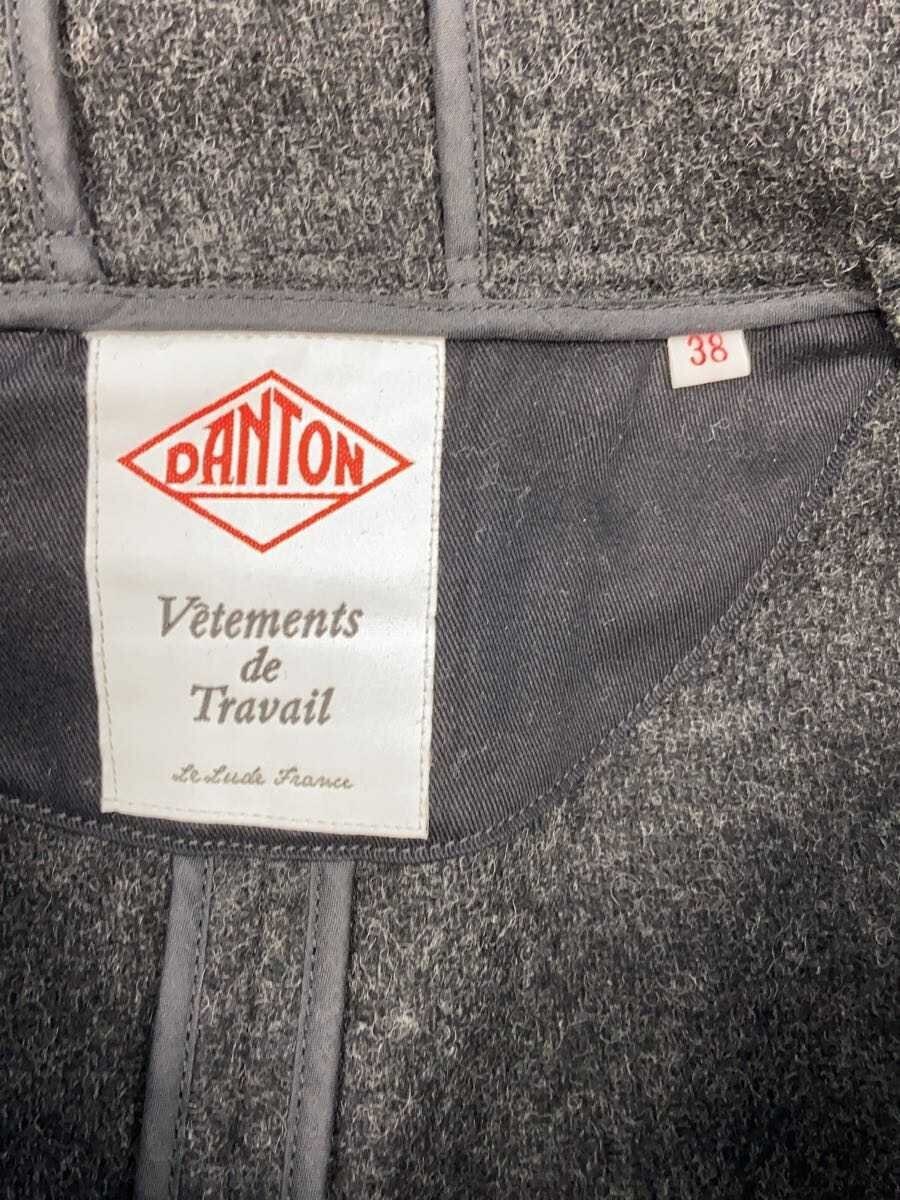 38
DANTON
Vêtements
de
Travail
Le Lude France